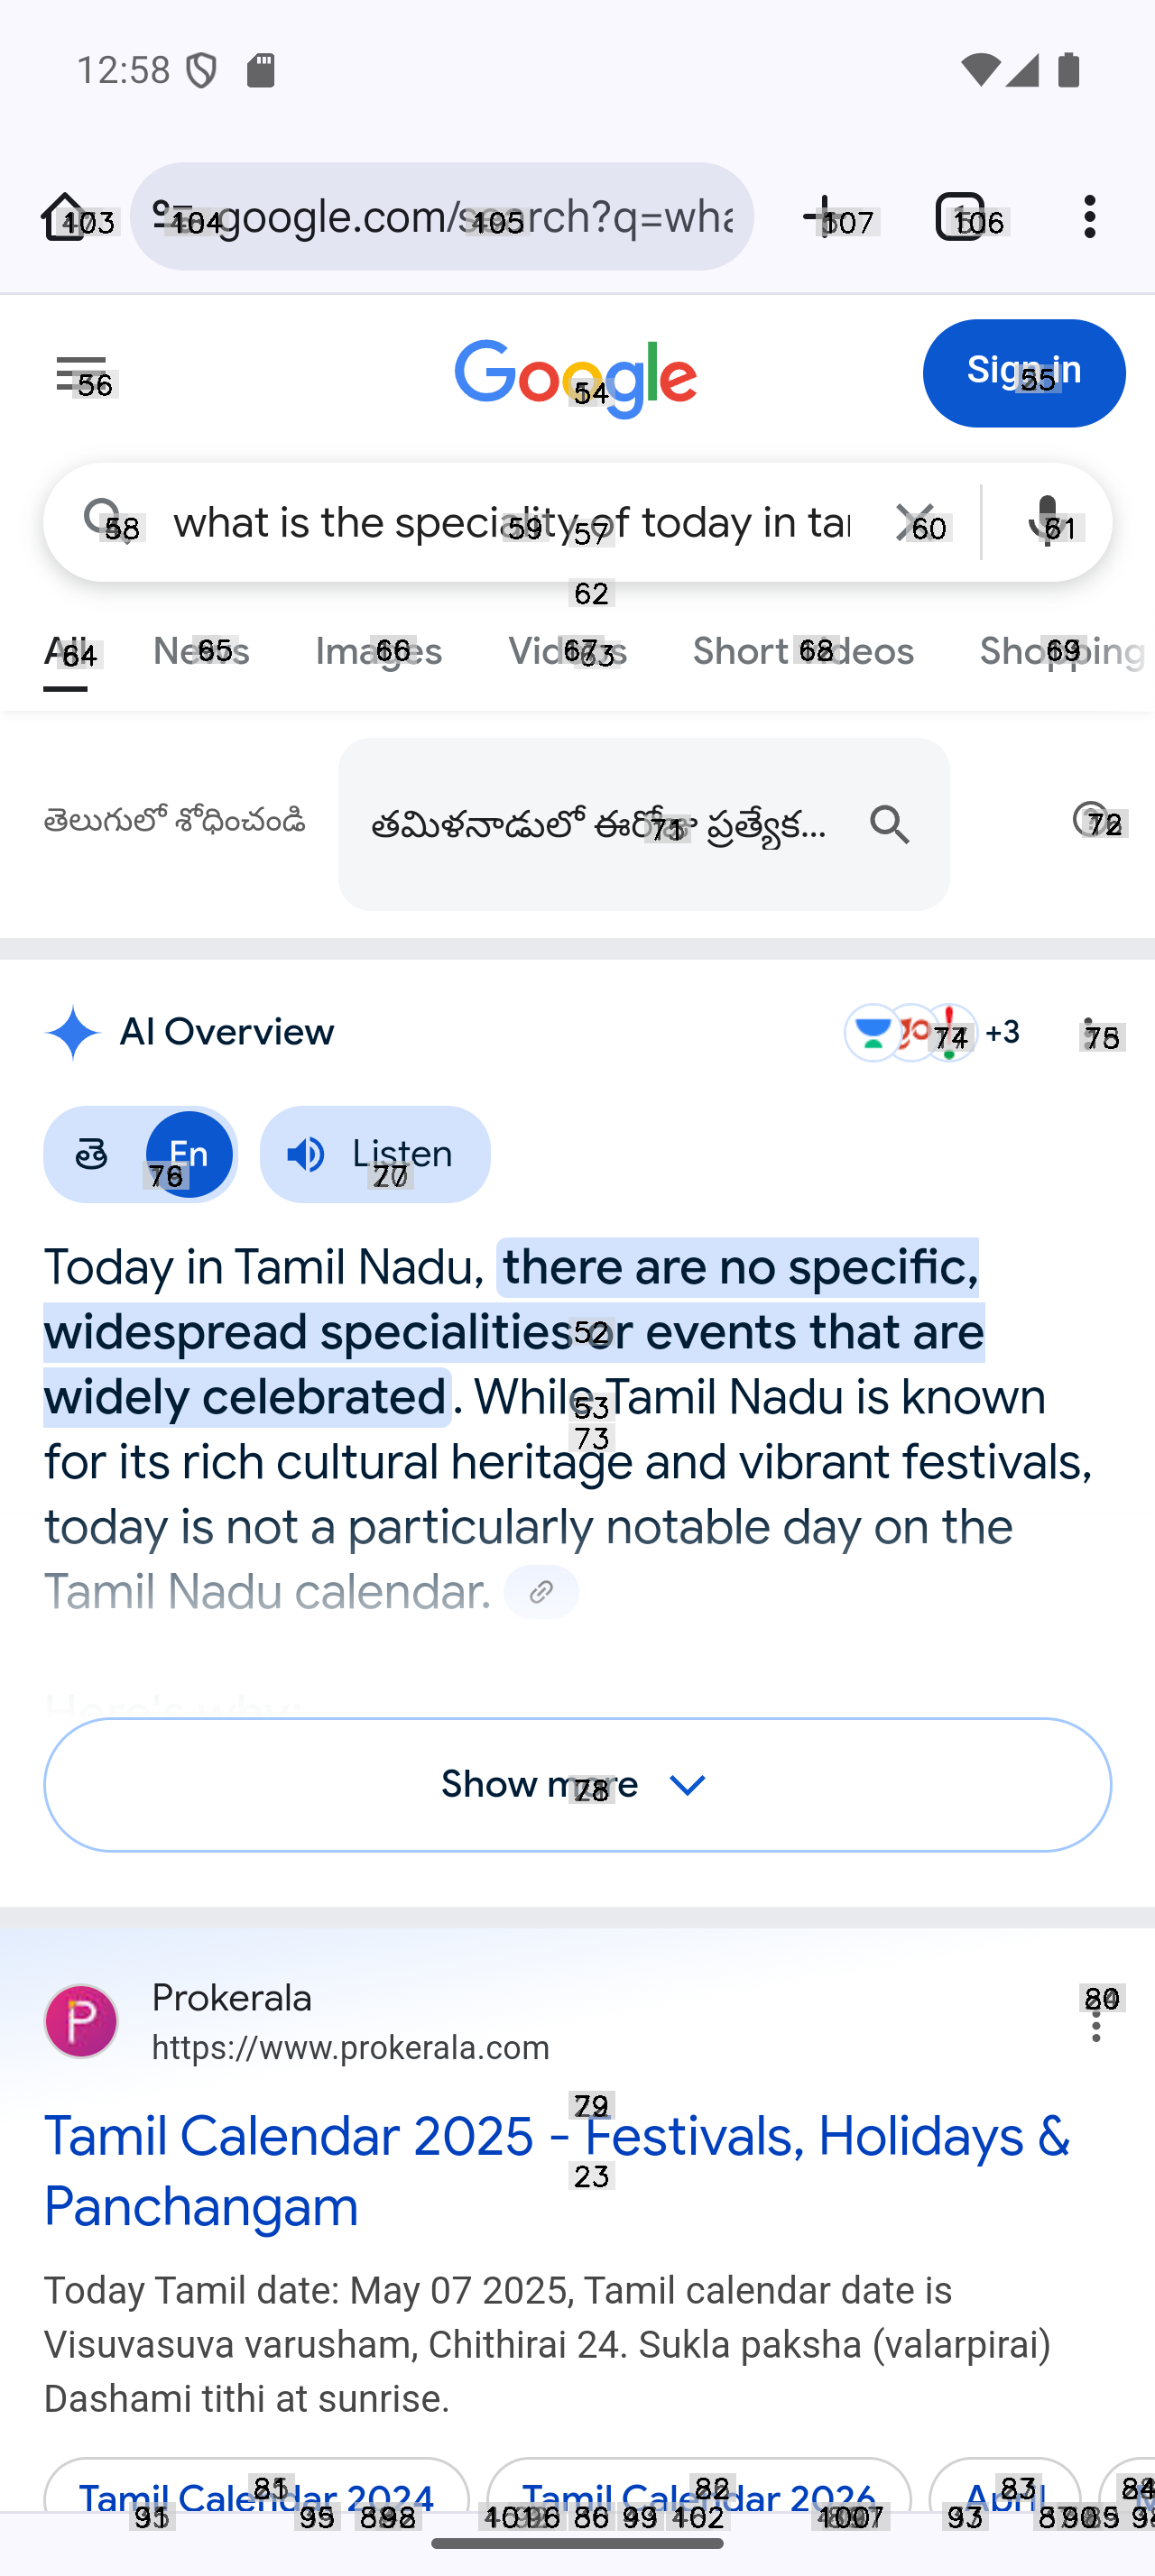 12:58
google.com/search?q=wha
Google
Sign in
what is the speciality of today in tar
All News Images Videos Short videos Shopping
తెలుగులో శోధించండి
తమిళనాడులో ఈరోజు ప్రత్యేక...
AI Overview
+3
తె En Listen
Today in Tamil Nadu, there are no specific,
widespread specialities or events that are
widely celebrated. While Tamil Nadu is known
for its rich cultural heritage and vibrant festivals,
today is not a particularly notable day on the
Tamil Nadu calendar.
Here's why:
Show more
Prokerala
https://www.prokerala.com
Tamil Calendar 2025 - Festivals, Holidays &
Panchangam
Today Tamil date: May 07 2025, Tamil calendar date is
Visuvasuva varusham, Chithirai 24. Sukla paksha (valarpirai)
Dashami tithi at sunrise.
Tamil Calendar 2024 Tamil Calendar 2026 April